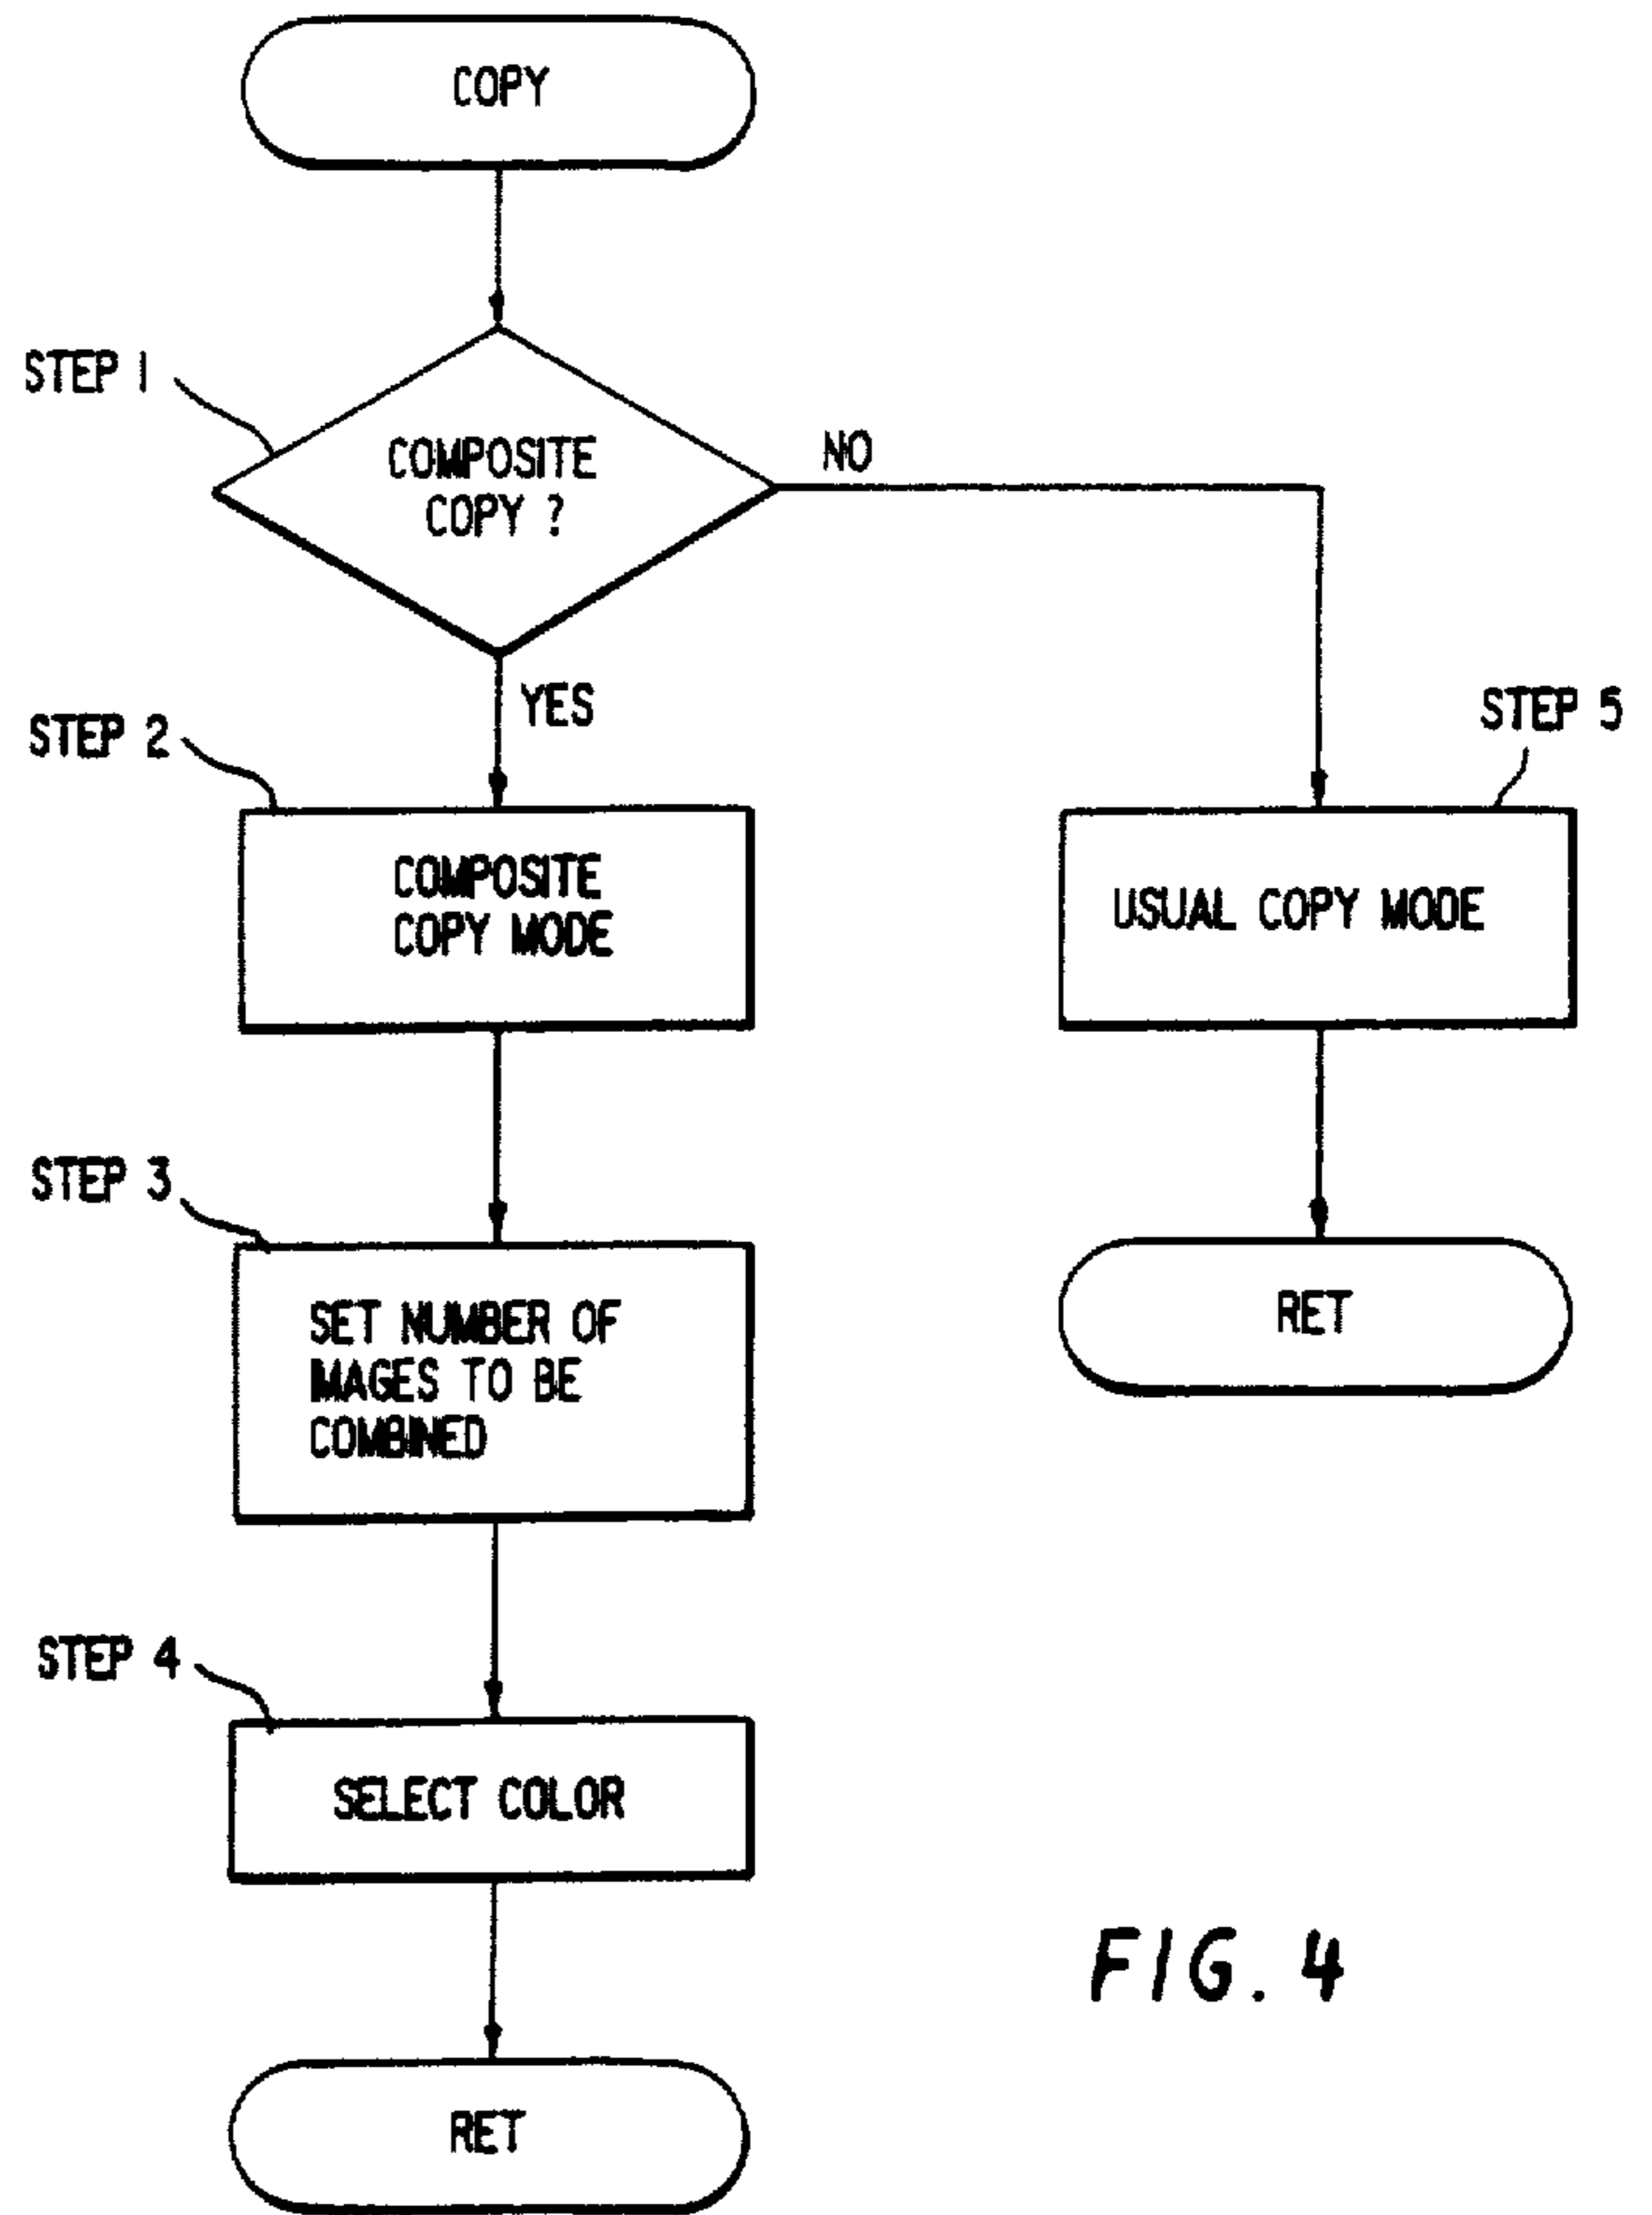 COPY
STEP 1
COMPOSITE
COPY ?
NO
YES
STEP 2
COMPOSITE
COPY MODE
STEP 5
USUAL COPY MODE
STEP 3
SET NUMBER OF
IMAGES TO BE
COMBINED
RET
STEP 4
SELECT COLOR
RET
FIG. 4